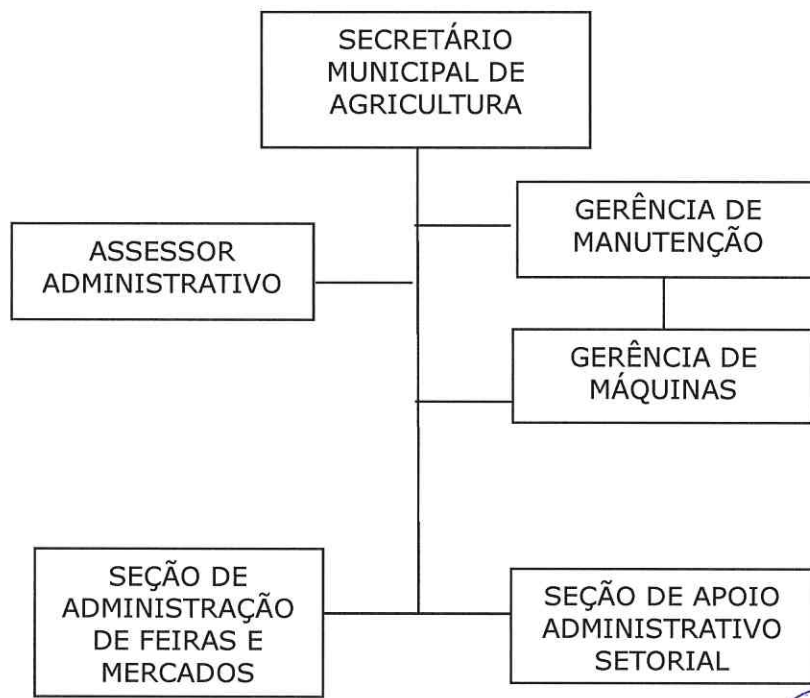 SECRETÁRIO
MUNICIPAL DE
AGRICULTURA
GERÊNCIA DE
MANUTENÇÃO
ASSESSOR
ADMINISTRATIVO
GERÊNCIA DE
MÁQUINAS
SEÇÃO DE
ADMINISTRAÇÃO
DE FEIRAS E
MERCADOS
SEÇÃO DE APOIO
ADMINISTRATIVO
SETORIAL